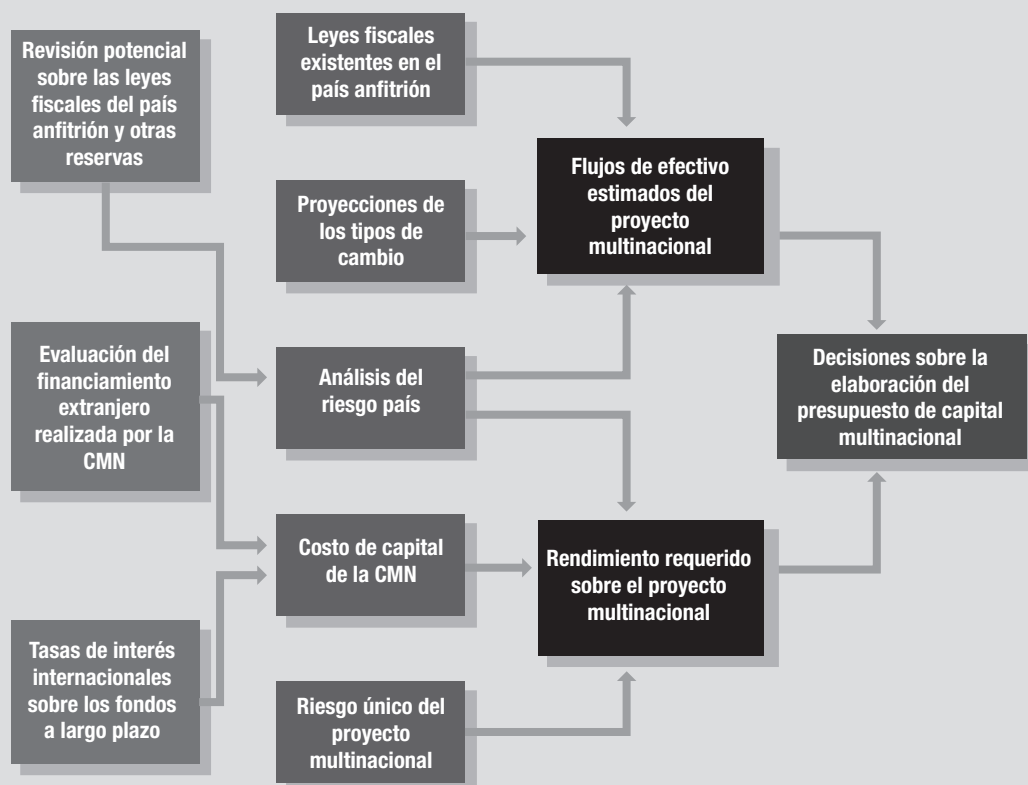 Revisión potencial
sobre las leyes
fiscales del país
anfitrión y otras
reservas
Evaluación del
financiamiento
extranjero
realizada por la
CMN
Tasas de interés
internacionales
sobre los fondos
a largo plazo
Leyes fiscales
existentes en el
país anfitrión
Proyecciones de
los tipos de
cambio
Análisis del
riesgo país
Costo de capital
de la CMN
Riesgo único del
proyecto
multinacional
Flujos de efectivo
estimados del
proyecto
multinacional
Rendimiento requerido
sobre el proyecto
multinacional
Decisiones sobre la
elaboración del
presupuesto de capital
multinacional